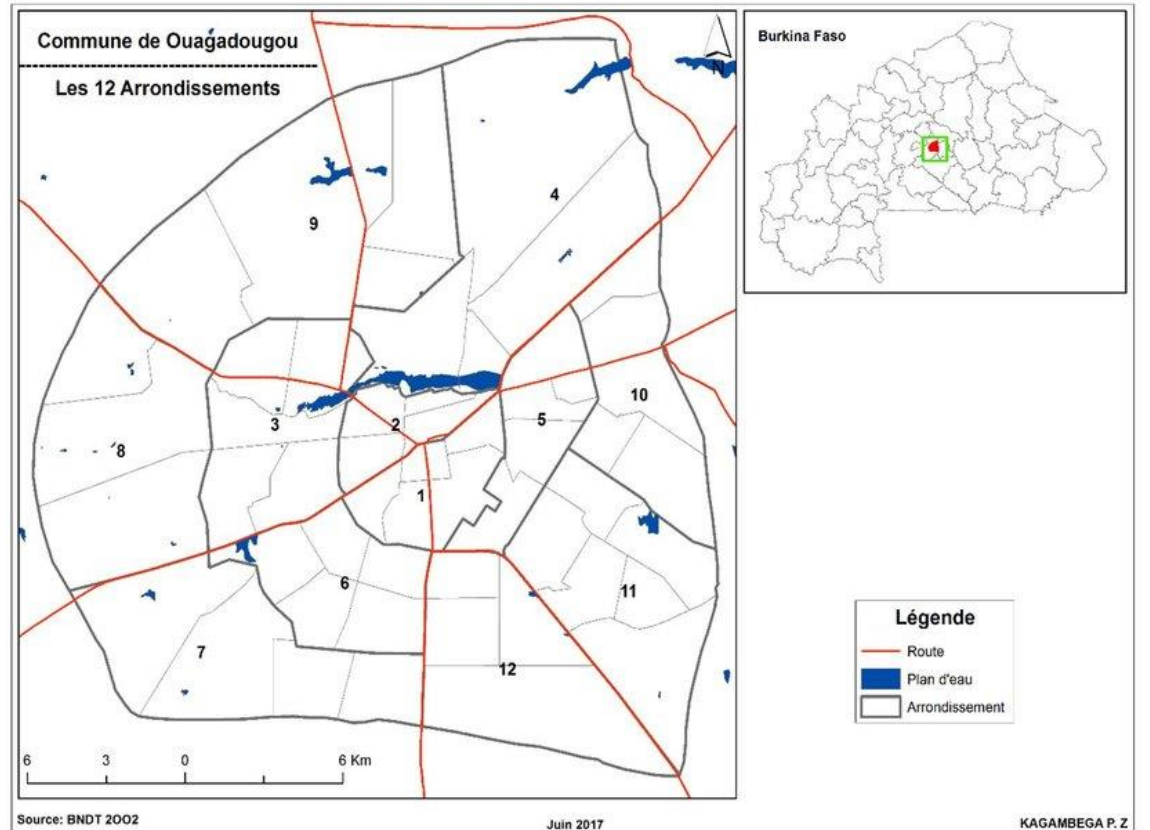 Commune de Ouagadougou
Les 12 Arrondissements
N
9
4
3
2
5
10
8
1
6
11
7
12
6 3 0 6 Km
Burkina Faso
Légende
Route
Plan d'eau
Arrondissement
Source: BNDT 2OO2
Juin 2017
KAGAMBEGA P. Z